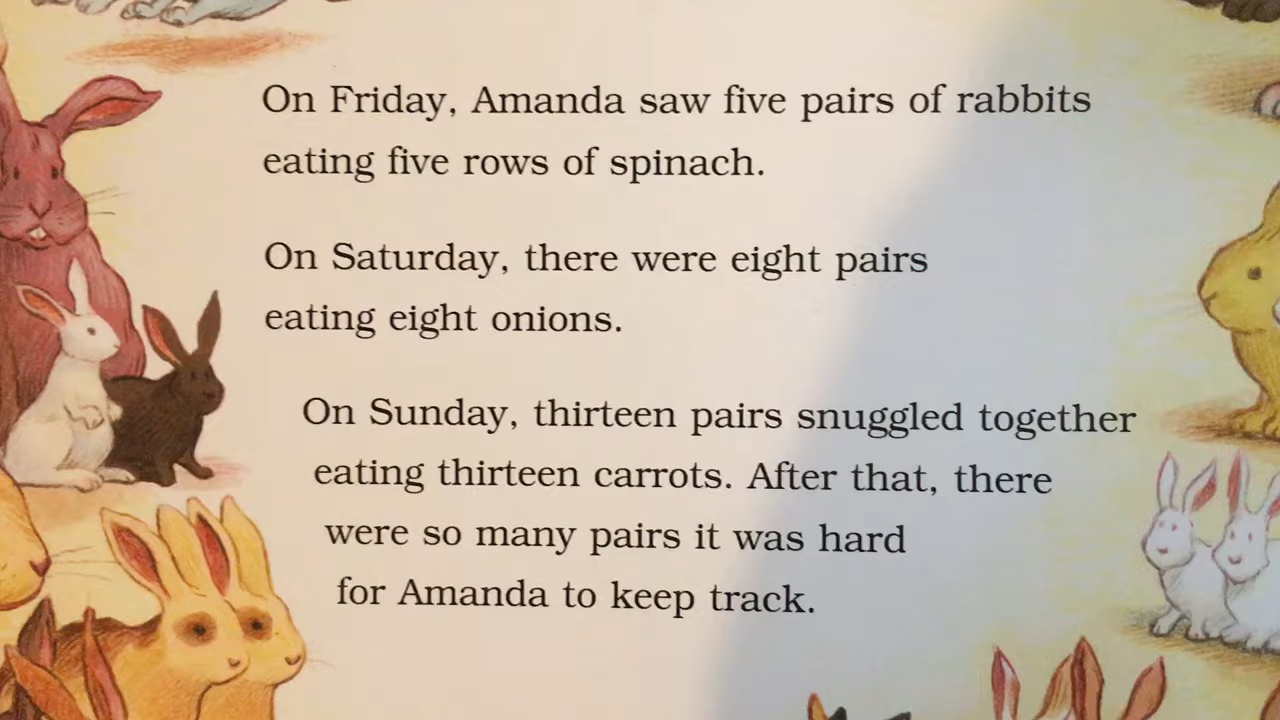 On Friday, Amanda saw five pairs of rabbits
eating five rows of spinach.
On Saturday, there were eight pairs
eating eight onions.
On Sunday, thirteen pairs snuggled together
eating thirteen carrots. After that, there
were so many pairs it was hard
for Amanda to keep track.